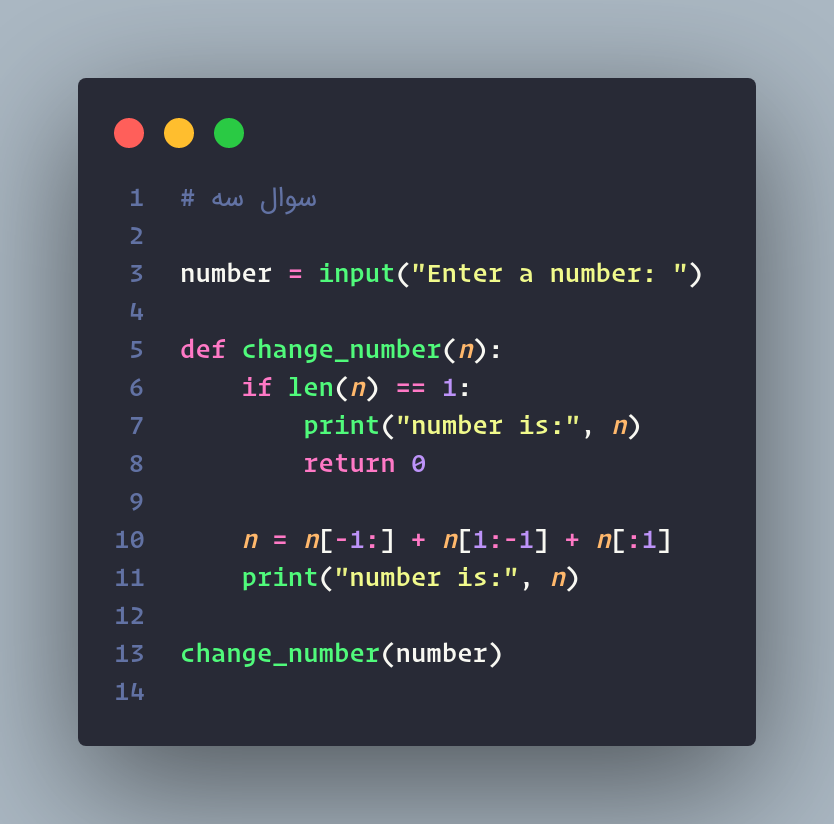 1 # سوال سه
2
3 number = input("Enter a number: ")
4
5 def change_number(n):
6     if len(n) == 1:
7         print("number is:", n)
8         return 0
9
10     n = n[-1:] + n[1:-1] + n[:1]
11     print("number is:", n)
12
13 change_number(number)
14